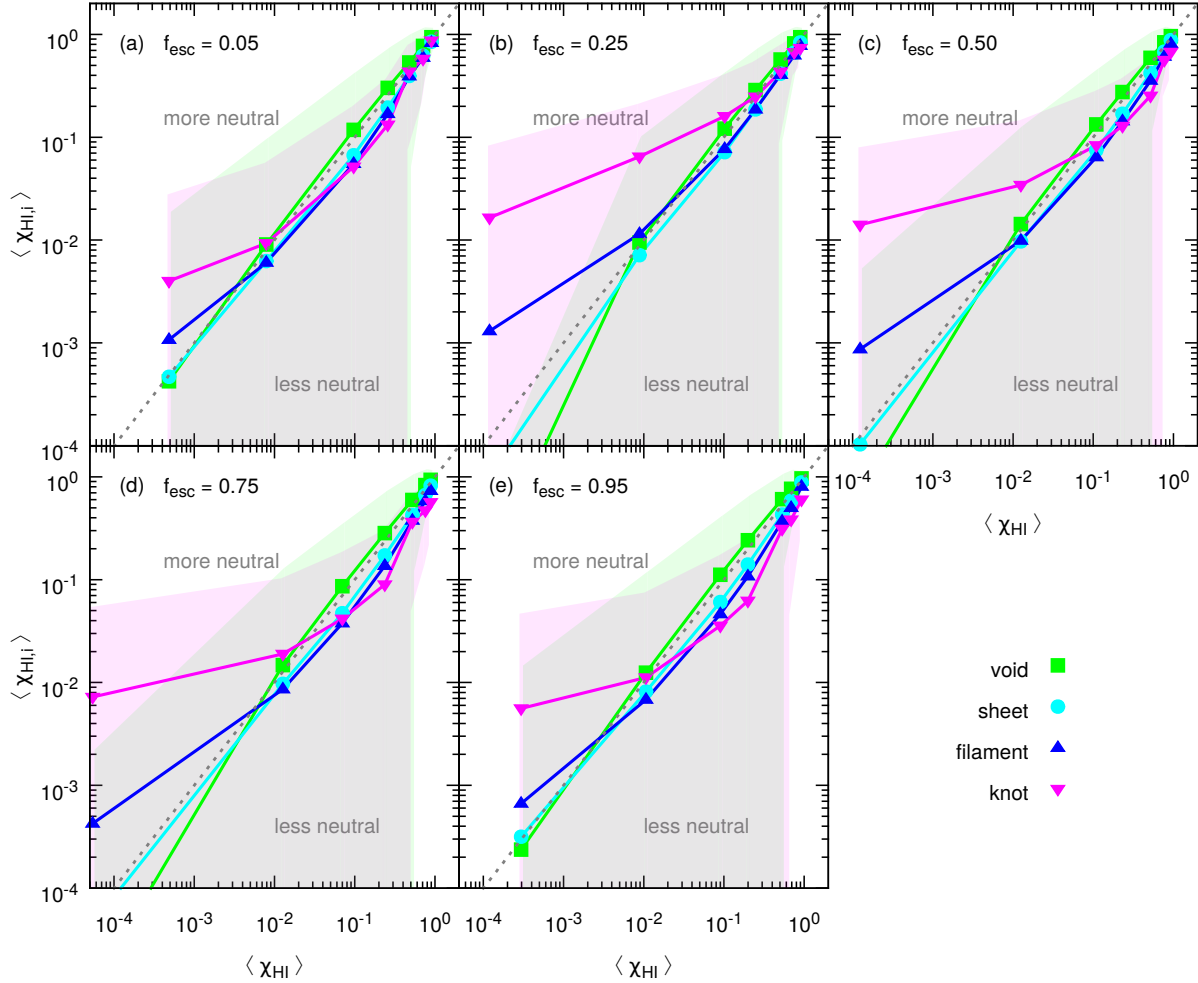 (a) f_esc = 0.05
(b) f_esc = 0.25
(c) f_esc = 0.50
more neutral
more neutral
more neutral
less neutral
less neutral
less neutral
10^0
10^-1
10^-2
10^-3
10^-4
⟨ χ_HI,i ⟩
10^-4 10^-3 10^-2 10^-1 10^0
⟨ χ_HI ⟩
(d) f_esc = 0.75
(e) f_esc = 0.95
more neutral
more neutral
less neutral
less neutral
10^0
10^-1
10^-2
10^-3
10^-4
⟨ χ_HI,i ⟩
10^-4 10^-3 10^-2 10^-1 10^0
10^-4 10^-3 10^-2 10^-1 10^0
⟨ χ_HI ⟩
⟨ χ_HI ⟩
void
sheet
filament
knot